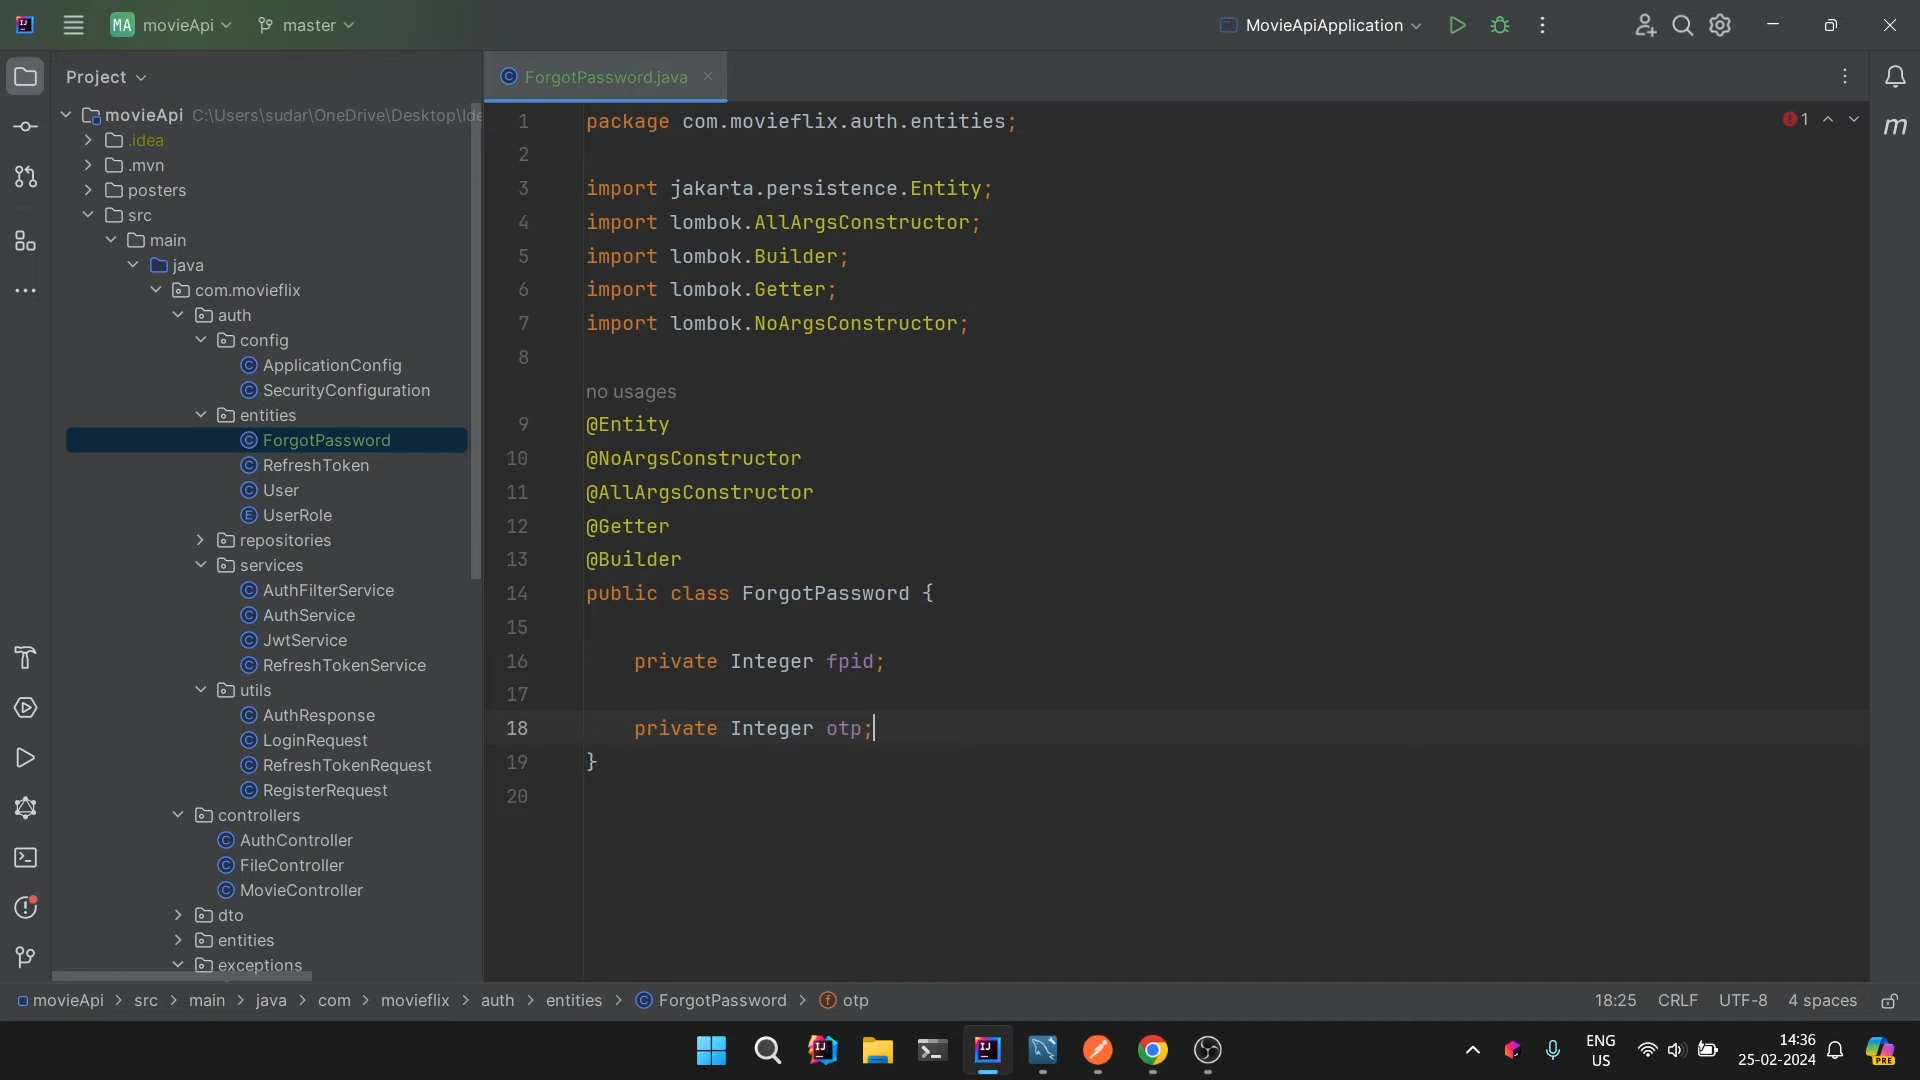 MA movieApi master MovieApiApplication
Project
ForgotPassword.java
movieApi C:\Users\sudar\OneDrive\Desktop\Ide
.idea
.mvn
posters
src
main
java
com.movieflix
auth
config
ApplicationConfig
SecurityConfiguration
entities
ForgotPassword
RefreshToken
User
UserRole
repositories
services
AuthFilterService
AuthService
JwtService
RefreshTokenService
utils
AuthResponse
LoginRequest
RefreshTokenRequest
RegisterRequest
controllers
AuthController
FileController
MovieController
dto
entities
exceptions
1 package com.movieflix.auth.entities; 1
2
3 import jakarta.persistence.Entity;
4 import lombok.AllArgsConstructor;
5 import lombok.Builder;
6 import lombok.Getter;
7 import lombok.NoArgsConstructor;
8
no usages
9 @Entity
10 @NoArgsConstructor
11 @AllArgsConstructor
12 @Getter
13 @Builder
14 public class ForgotPassword {
15
16 private Integer fpid;
17
18 private Integer otp;
19 }
20
m
movieApi > src > main > java > com > movieflix > auth > entities > ForgotPassword > otp
18:25 CRLF UTF-8 4 spaces
ENG
US
14:36
25-02-2024
PRE